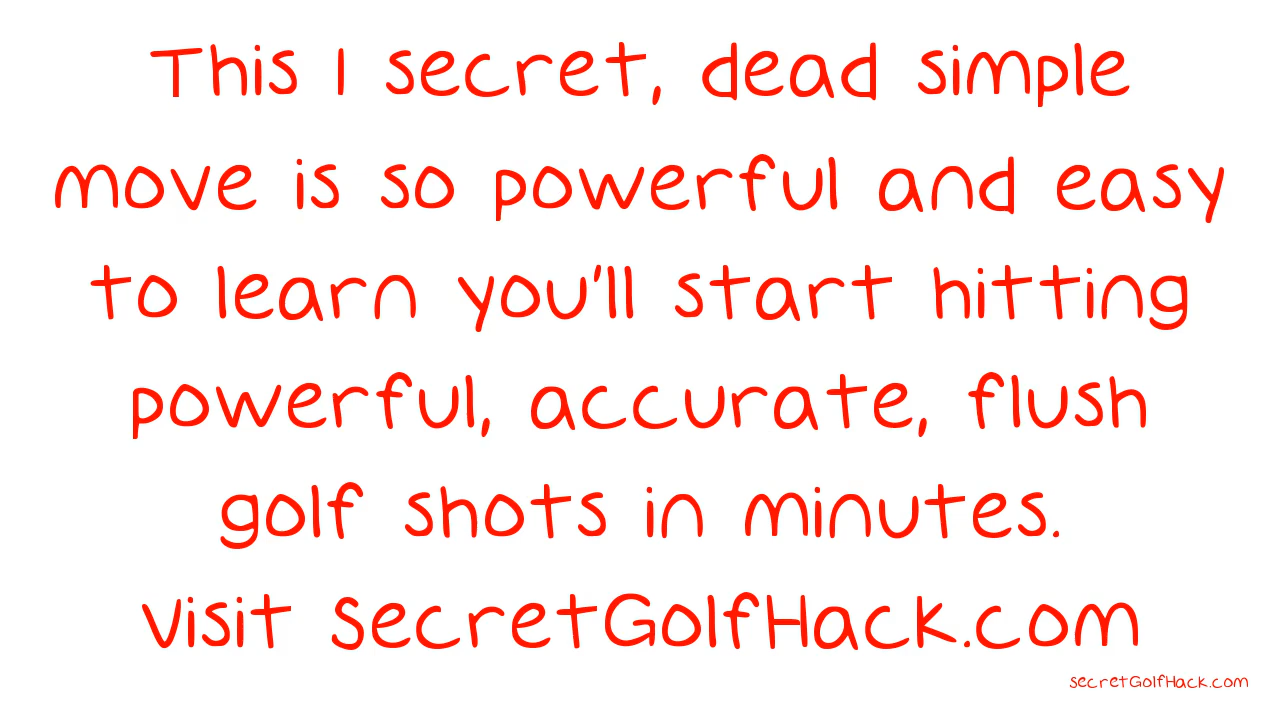 This 1 secret, dead simple
move is so powerful and easy
to learn you'll start hitting
powerful, accurate, flush
golf shots in minutes.
Visit SecretGolfHack.com
secretGolfHack.com